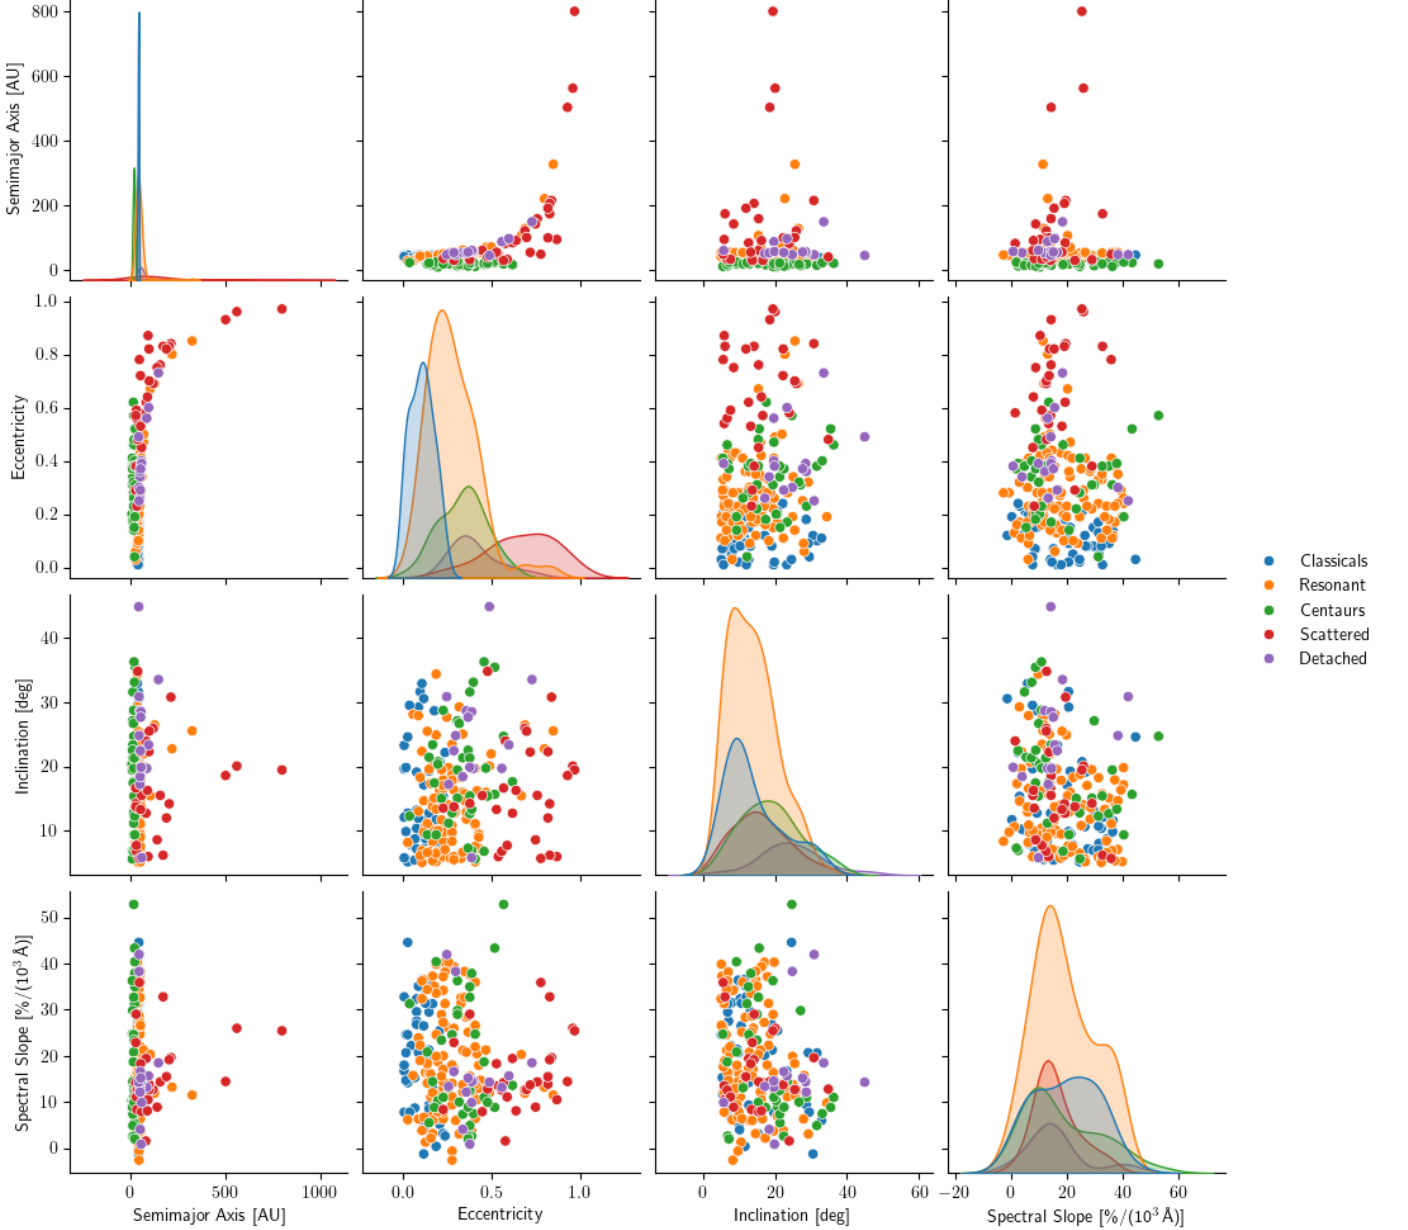 800
600
400
200
0
Semimajor Axis [AU]
1.0
0.8
0.6
0.4
0.2
0.0
Eccentricity
Classicals
Resonant
Centaurs
Scattered
Detached
40
30
20
10
Inclination [deg]
50
40
30
20
10
0
Spectral Slope [%/(10³ Å)]
0 500 1000
Semimajor Axis [AU]
0.0 0.5 1.0
Eccentricity
0 20 40 60
Inclination [deg]
−20 0 20 40 60
Spectral Slope [%/(10³ Å)]